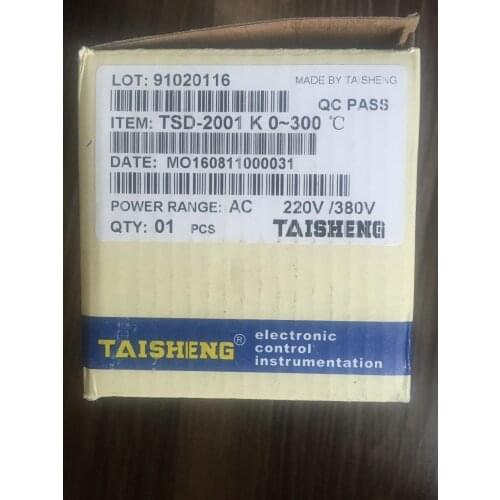 LOT: 91020116
MADE BY TAISHENG
QC PASS
ITEM: TSD-2001 K 0~300 ℃
DATE: MO160811000031
POWER RANGE: AC 220V /380V
QTY: 01 PCS TAISHENG
TAISHENG® electronic
control
instrumentation